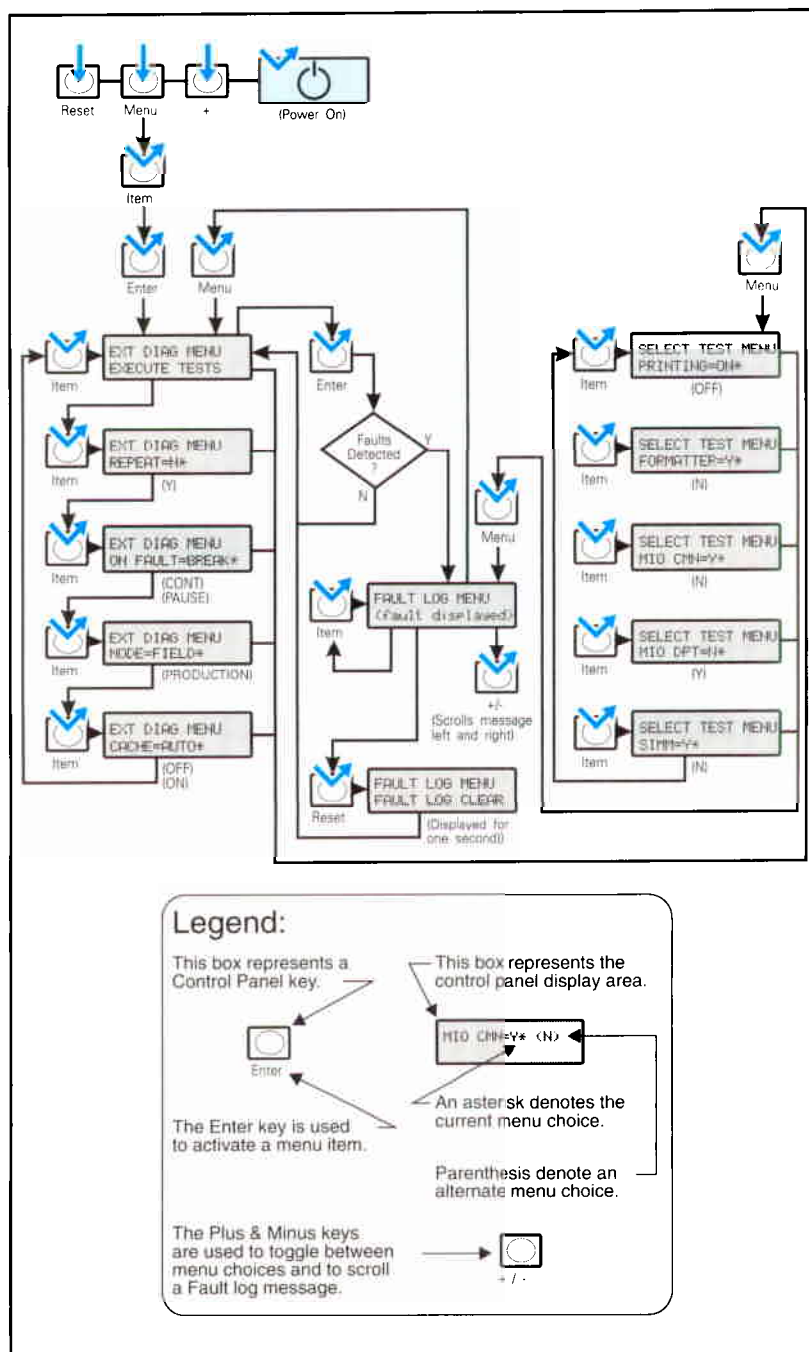 Reset
Menu
+
(Power On)
Item
Enter
Menu
Item
EXT DIAG MENU
EXECUTE TESTS
Item
EXT DIAG MENU
REPEAT=N*
(Y)
Item
EXT DIAG MENU
ON FAULT=BREAK*
(CONT)
(PAUSE)
Item
EXT DIAG MENU
MODE=FIELD*
(PRODUCTION)
Item
EXT DIAG MENU
CACHE=AUTO*
(OFF)
(ON)
Enter
Faults
Detected
?
Y
N
Menu
Item
FAULT LOG MENU
(fault displayed)
+/-
(Scrolls message
left and right)
Reset
FAULT LOG MENU
FAULT LOG CLEAR
(Displayed for
one second))
Menu
Item
SELECT TEST MENU
PRINTING=ON*
(OFF)
Item
SELECT TEST MENU
FORMATTER=Y*
(N)
Item
SELECT TEST MENU
MIO CMN=Y*
(N)
Item
SELECT TEST MENU
MIO DPT=N*
(Y)
Item
SELECT TEST MENU
SIMM=Y*
(N)
Legend:
This box represents a
Control Panel key.
Enter
The Enter key is used
to activate a menu item.
This box represents the
control panel display area.
MIO CMN=Y* (N)
An asterisk denotes the
current menu choice.
Parenthesis denote an
alternate menu choice.
The Plus & Minus keys
are used to toggle between
menu choices and to scroll
a Fault log message.
+ / -